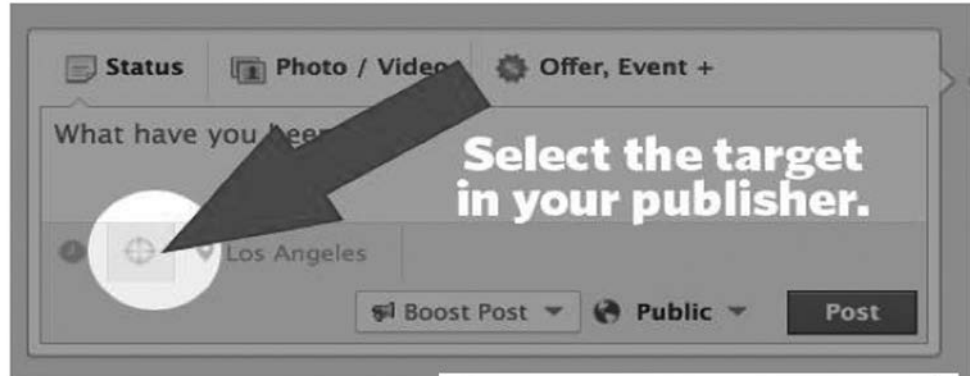 Status Photo / Video Offer, Event +
What have you been
Select the target
in your publisher.
Los Angeles
Boost Post Public Post